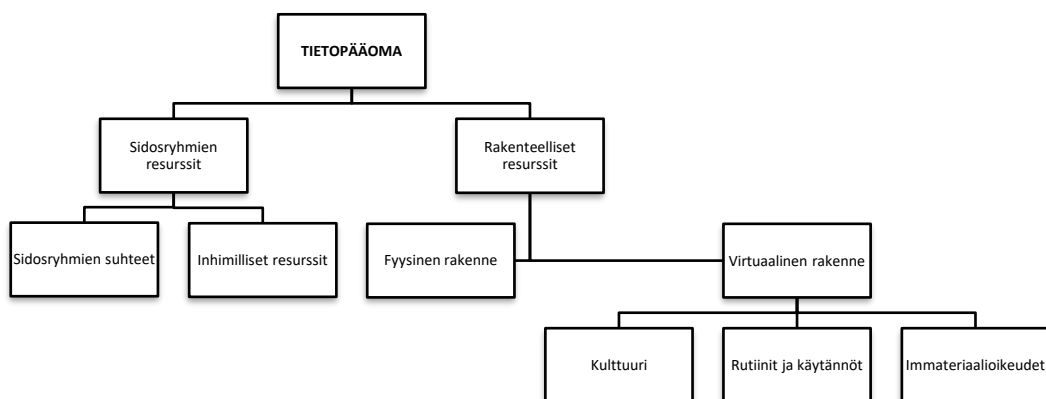 TIETOPÄÄOMA
Sidosryhmien
resurssit
Rakenteelliset
resurssit
Sidosryhmien suhteet
Inhimilliset resurssit
Fyysinen rakenne
Virtuaalinen rakenne
Kulttuuri
Rutiinit ja käytännöt
Immateriaalioikeudet